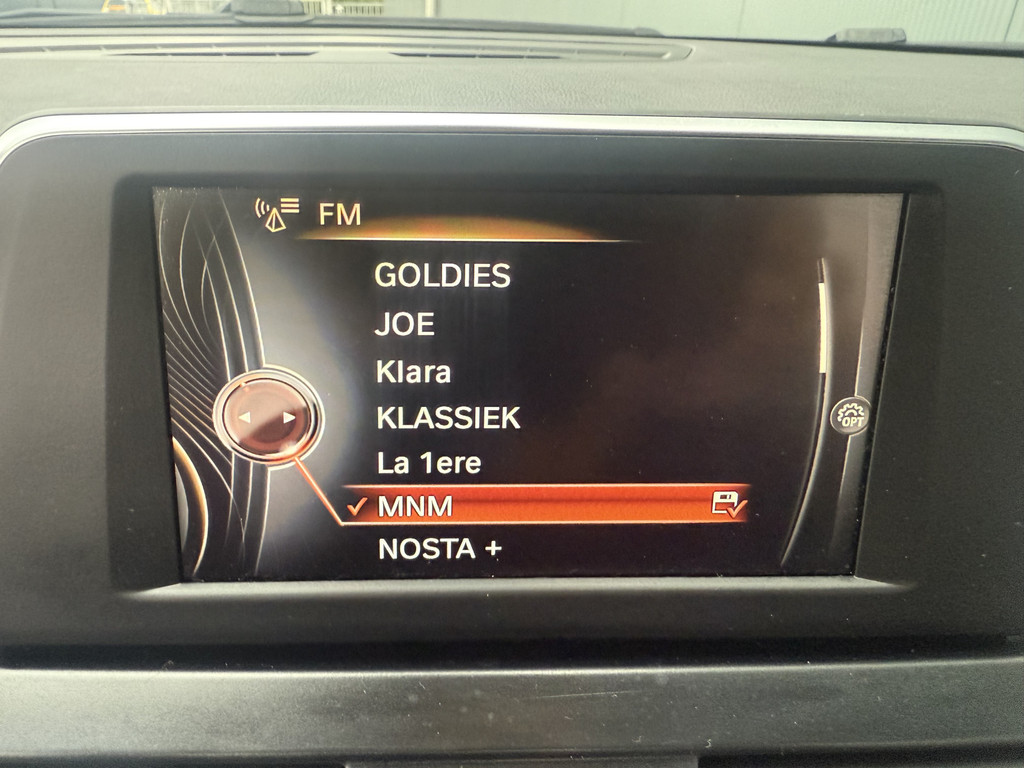 FM
GOLDIES
JOE
Klara
KLASSIEK
OPT
La 1ere
MNM
NOSTA +